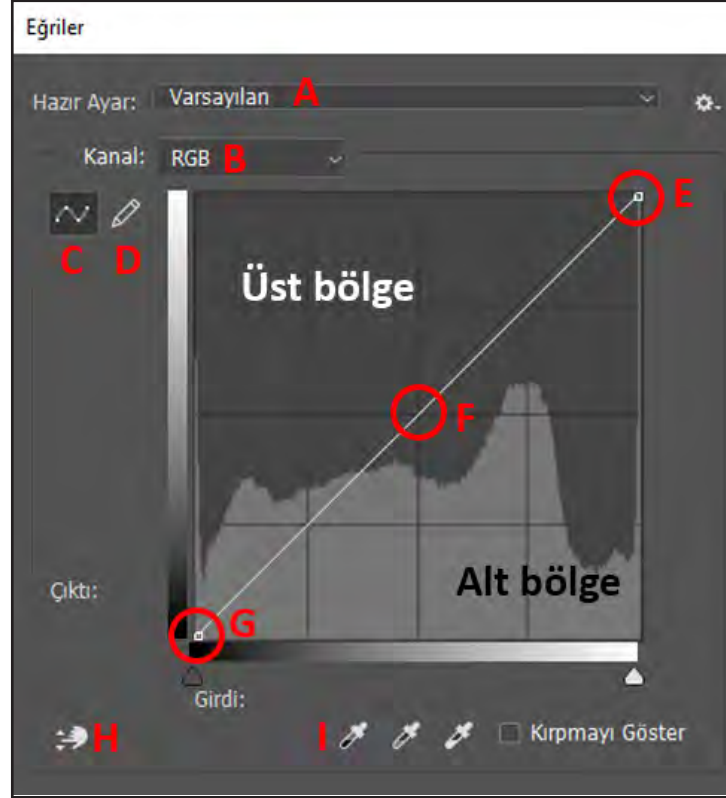 Eğriler
Hazır Ayar: Varsayılan A
Kanal: RGB B
C D
E
Üst bölge
F
Alt bölge
Çıktı:
G
Girdi:
H I Kırpmayı Göster